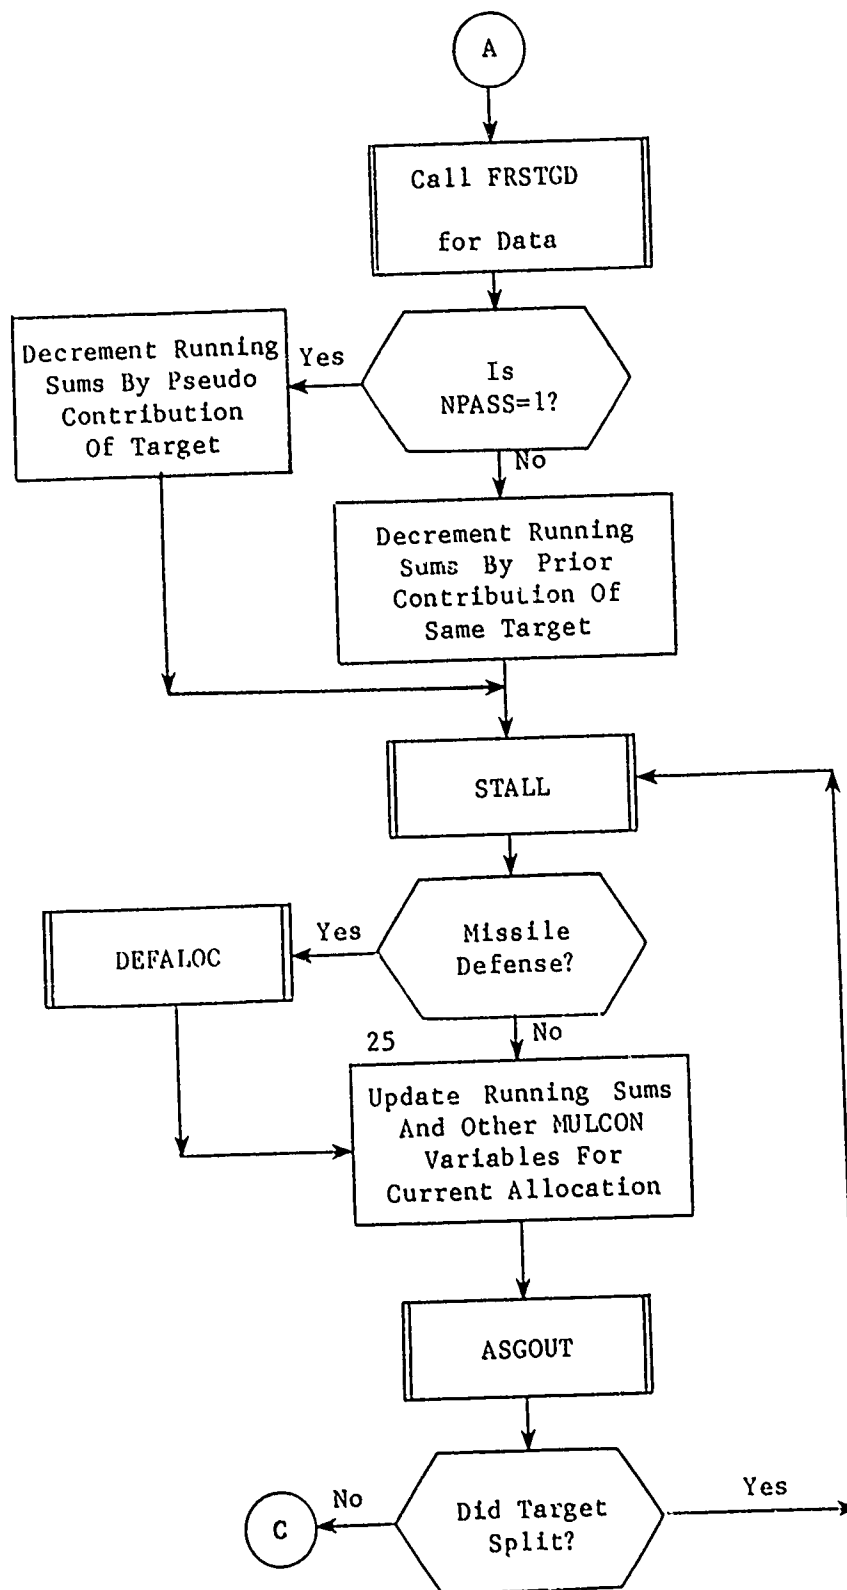 A
Call FRSTGD
for Data
Decrement Running
Sums By Pseudo
Contribution
Of Target
Yes
Is
NPASS=1?
No
Decrement Running
Sums By Prior
Contribution Of
Same Target
STALL
DEFALOC
Yes
Missile
Defense?
25
No
Update Running Sums
And Other MULCON
Variables For
Current Allocation
ASGOUT
C
No
Did Target
Split?
Yes